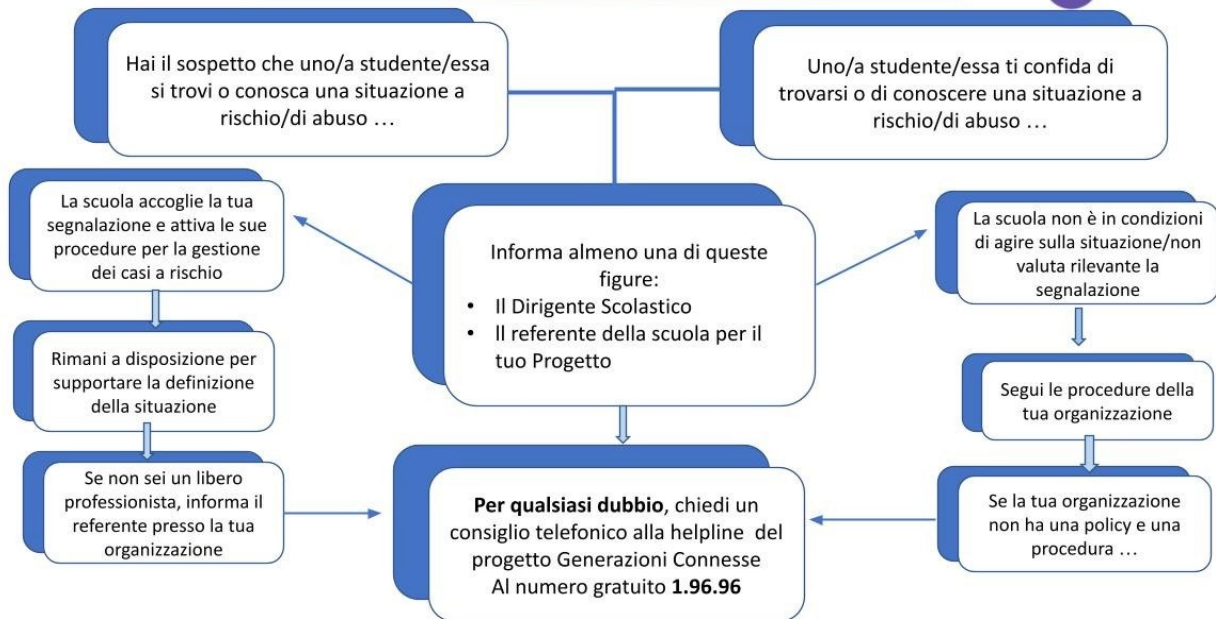 Hai il sospetto che uno/a studente/essa
si trovi o conosca una situazione a
rischio/di abuso …
Uno/a studente/essa ti confida di
trovarsi o di conoscere una situazione a
rischio/di abuso …
La scuola accoglie la tua
segnalazione e attiva le sue
procedure per la gestione
dei casi a rischio
Informa almeno una di queste
figure:
• Il Dirigente Scolastico
• Il referente della scuola per il
tuo Progetto
La scuola non è in condizioni
di agire sulla situazione/non
valuta rilevante la
segnalazione
Rimani a disposizione per
supportare la definizione
della situazione
Segui le procedure della
tua organizzazione
Se non sei un libero
professionista, informa il
referente presso la tua
organizzazione
Per qualsiasi dubbio, chiedi un
consiglio telefonico alla helpline del
progetto Generazioni Connesse
Al numero gratuito 1.96.96
Se la tua organizzazione
non ha una policy e una
procedura …